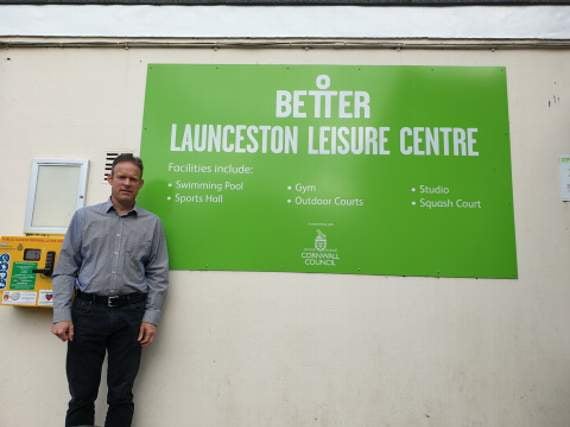 BETTER
LAUNCESTON LEISURE CENTRE
Facilities include:
• Swimming Pool
• Sports Hall
• Gym
• Outdoor Courts
• Studio
• Squash Court
CORNWALL
COUNCIL